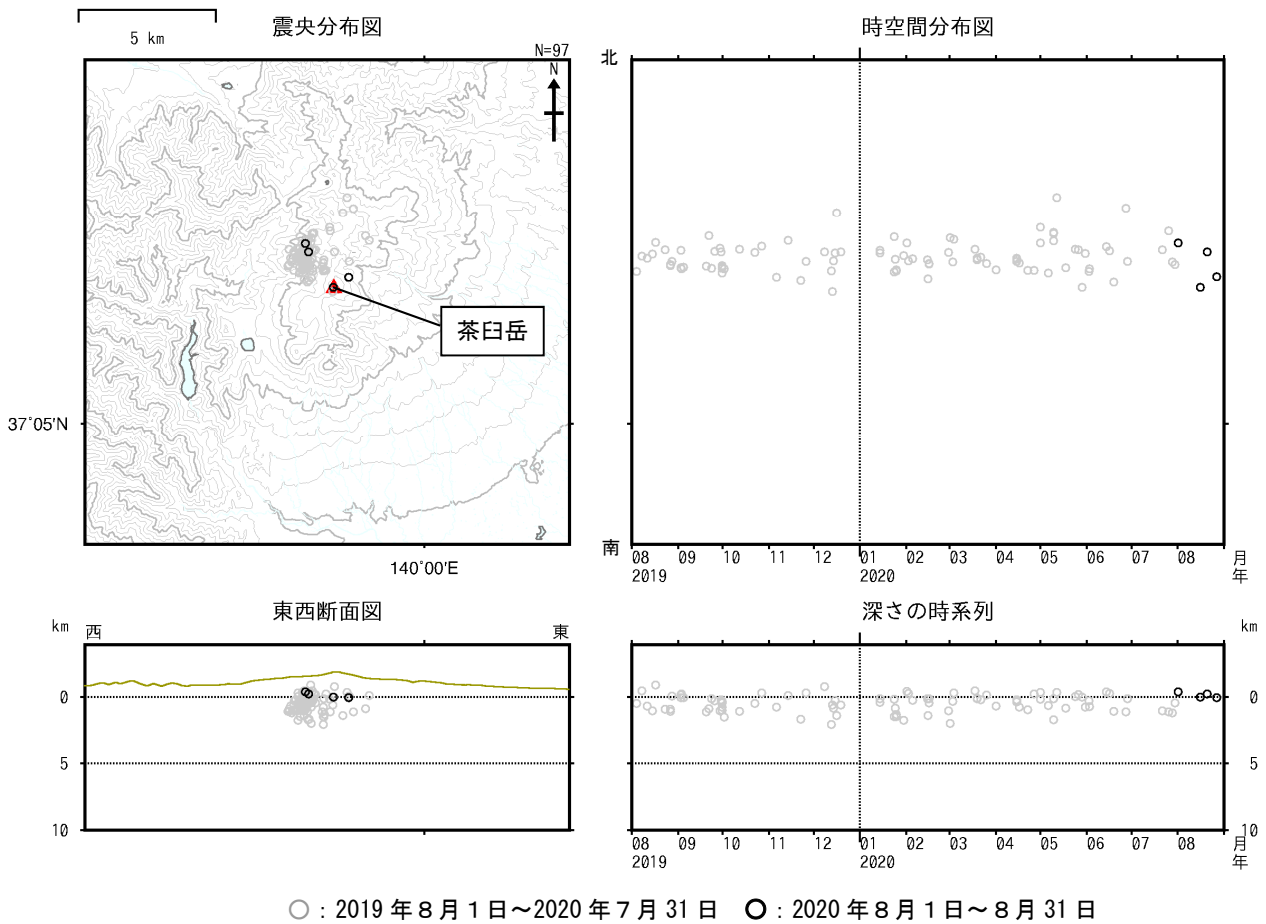 震央分布図
5 km
N=97
N
茶臼岳
37°05′N
140°00′E
時空間分布図
北
南
08 09 10 11 12 01 02 03 04 05 06 07 08 月
2019 2020 年
東西断面図
km 西 東
0
5
10
深さの時系列
km
0
5
10
08 09 10 11 12 01 02 03 04 05 06 07 08 月
2019 2020 年
○：2019 年８月１日～2020 年７月 31 日 ○：2020 年８月１日～８月 31 日